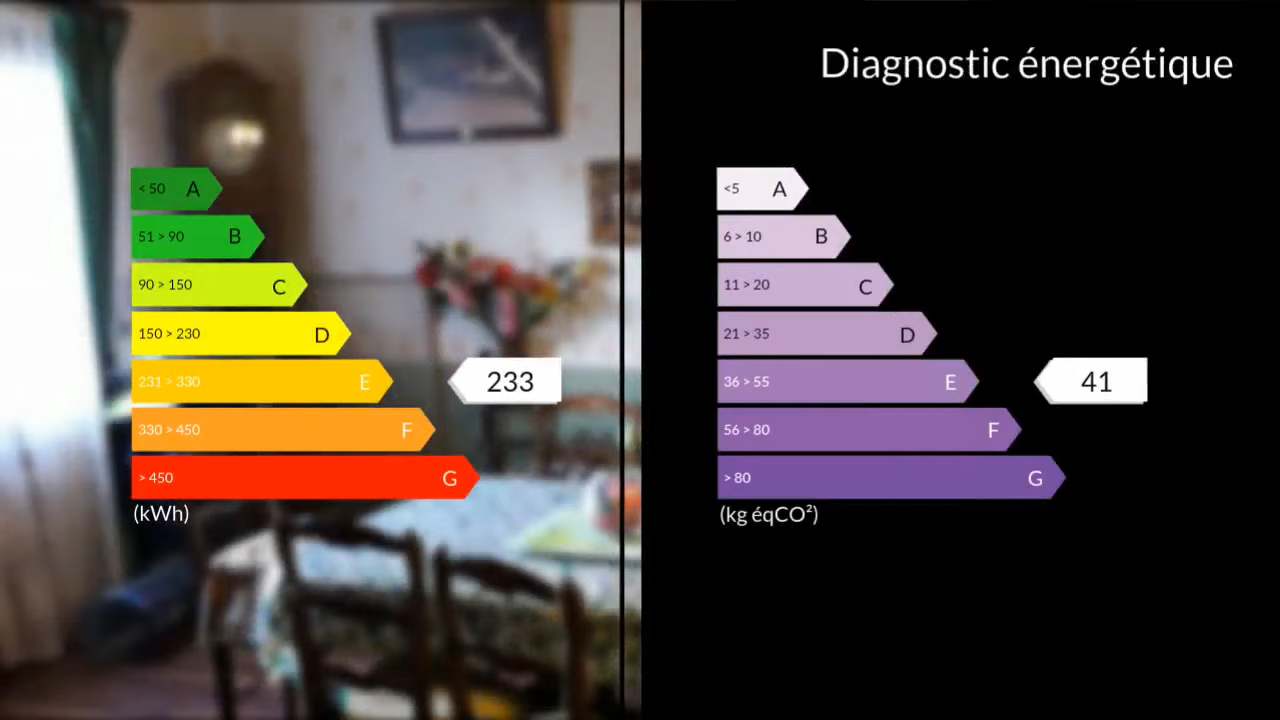 Diagnostic énergétique
< 50 A
51 > 90 B
90 > 150 C
150 > 230 D
231 > 330 E
233
330 > 450 F
> 450 G
(kWh)
<5 A
6 > 10 B
11 > 20 C
21 > 35 D
36 > 55 E
41
56 > 80 F
> 80 G
(kg éqCO²)